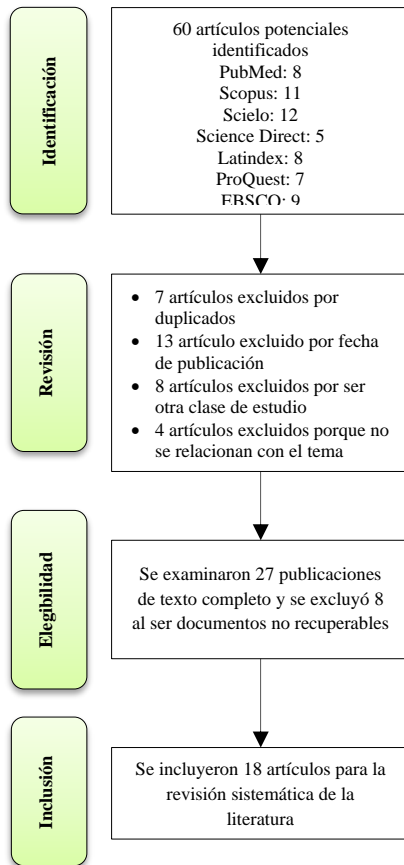 Identificación
60 artículos potenciales
identificados
PubMed: 8
Scopus: 11
Scielo: 12
Science Direct: 5
Latindex: 8
ProQuest: 7
EBSCO: 9
Revisión
• 7 artículos excluidos por
duplicados
• 13 artículo excluido por fecha
de publicación
• 8 artículos excluidos por ser
otra clase de estudio
• 4 artículos excluidos porque no
se relacionan con el tema
Elegibilidad
Se examinaron 27 publicaciones
de texto completo y se excluyó 8
al ser documentos no recuperables
Inclusión
Se incluyeron 18 artículos para la
revisión sistemática de la
literatura